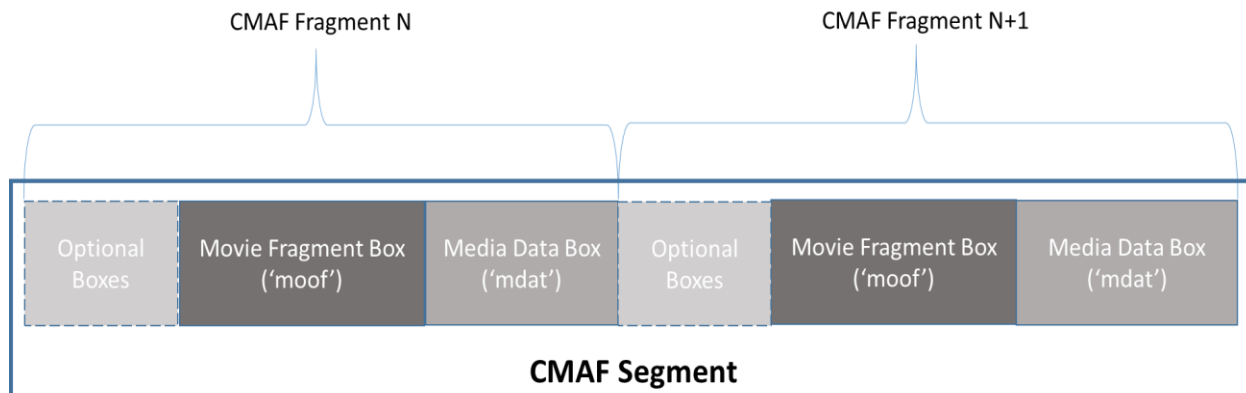 CMAF Fragment N
CMAF Fragment N+1
Optional
Boxes
Movie Fragment Box
(‘moof’)
Media Data Box
(‘mdat’)
Optional
Boxes
Movie Fragment Box
(‘moof’)
Media Data Box
(‘mdat’)
CMAF Segment